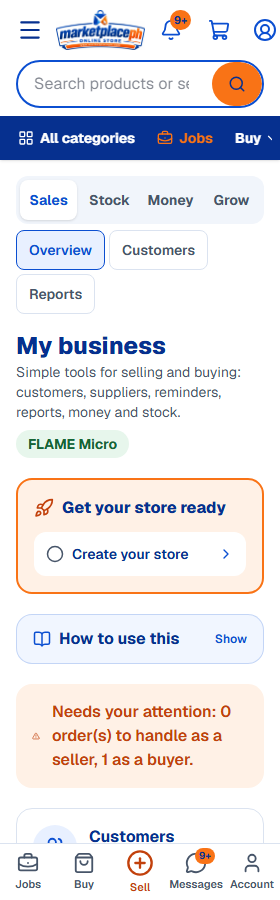 9+
marketplaceph
ONLINE STORE
Search products or se
All categories
Jobs
Buy
Sales
Stock
Money
Grow
Overview
Customers
Reports
My business
Simple tools for selling and buying:
customers, suppliers, reminders,
reports, money and stock.
FLAME Micro
Get your store ready
Create your store
How to use this
Show
Needs your attention: 0
order(s) to handle as a
seller, 1 as a buyer.
Customers
9+
Jobs
Buy
Sell
Messages
Account